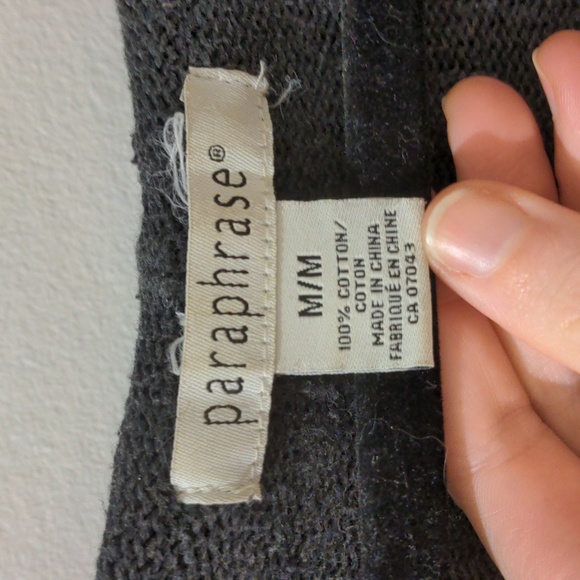 paraphrase®
M/M
100% COTTON/
COTON
MADE IN CHINA
FABRIQUÉ EN CHINE
CA 07043